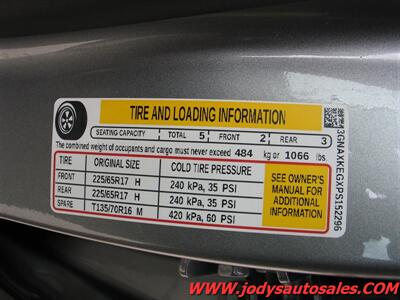 TIRE AND LOADING INFORMATION
SEATING CAPACITY TOTAL 5 FRONT 2 REAR 3
The combined weight of occupants and cargo must never exceed 484 kg or 1066 lbs
TIRE ORIGINAL SIZE COLD TIRE PRESSURE
FRONT 225/65R17 H 240 kPa, 35 PSI
REAR 225/65R17 H 240 kPa, 35 PSI
SPARE T135/70R16 M 420 kPa, 60 PSI
SEE OWNER'S
MANUAL FOR
ADDITIONAL
INFORMATION
3GNAXKEGXPS152296
www.jodysautosales.com